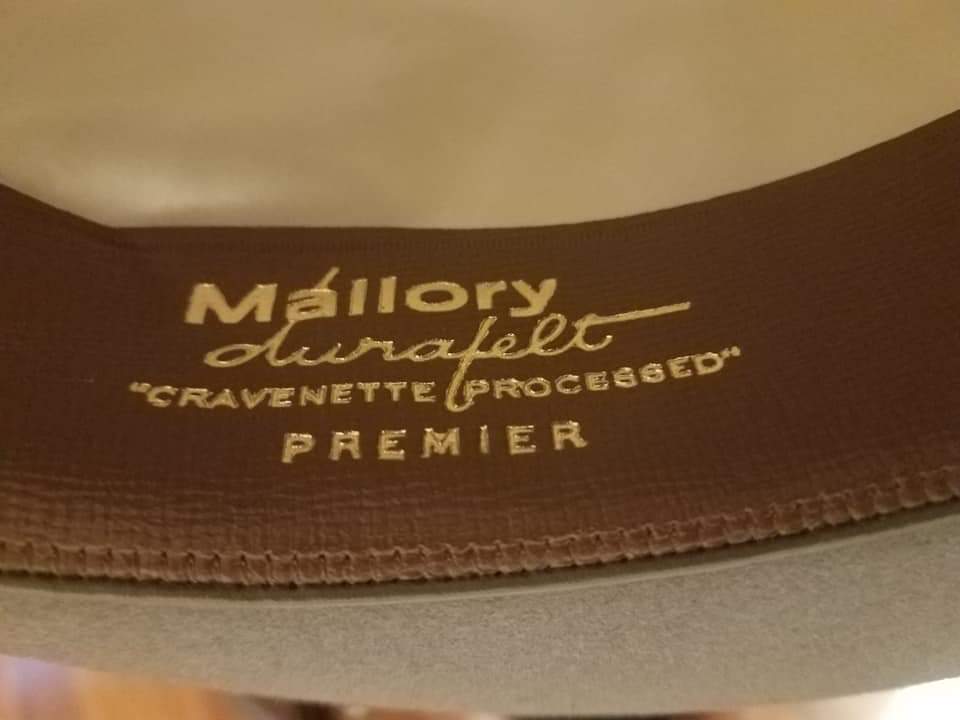 Mallory
durafelt
"CRAVENETTE PROCESSED"
PREMIER